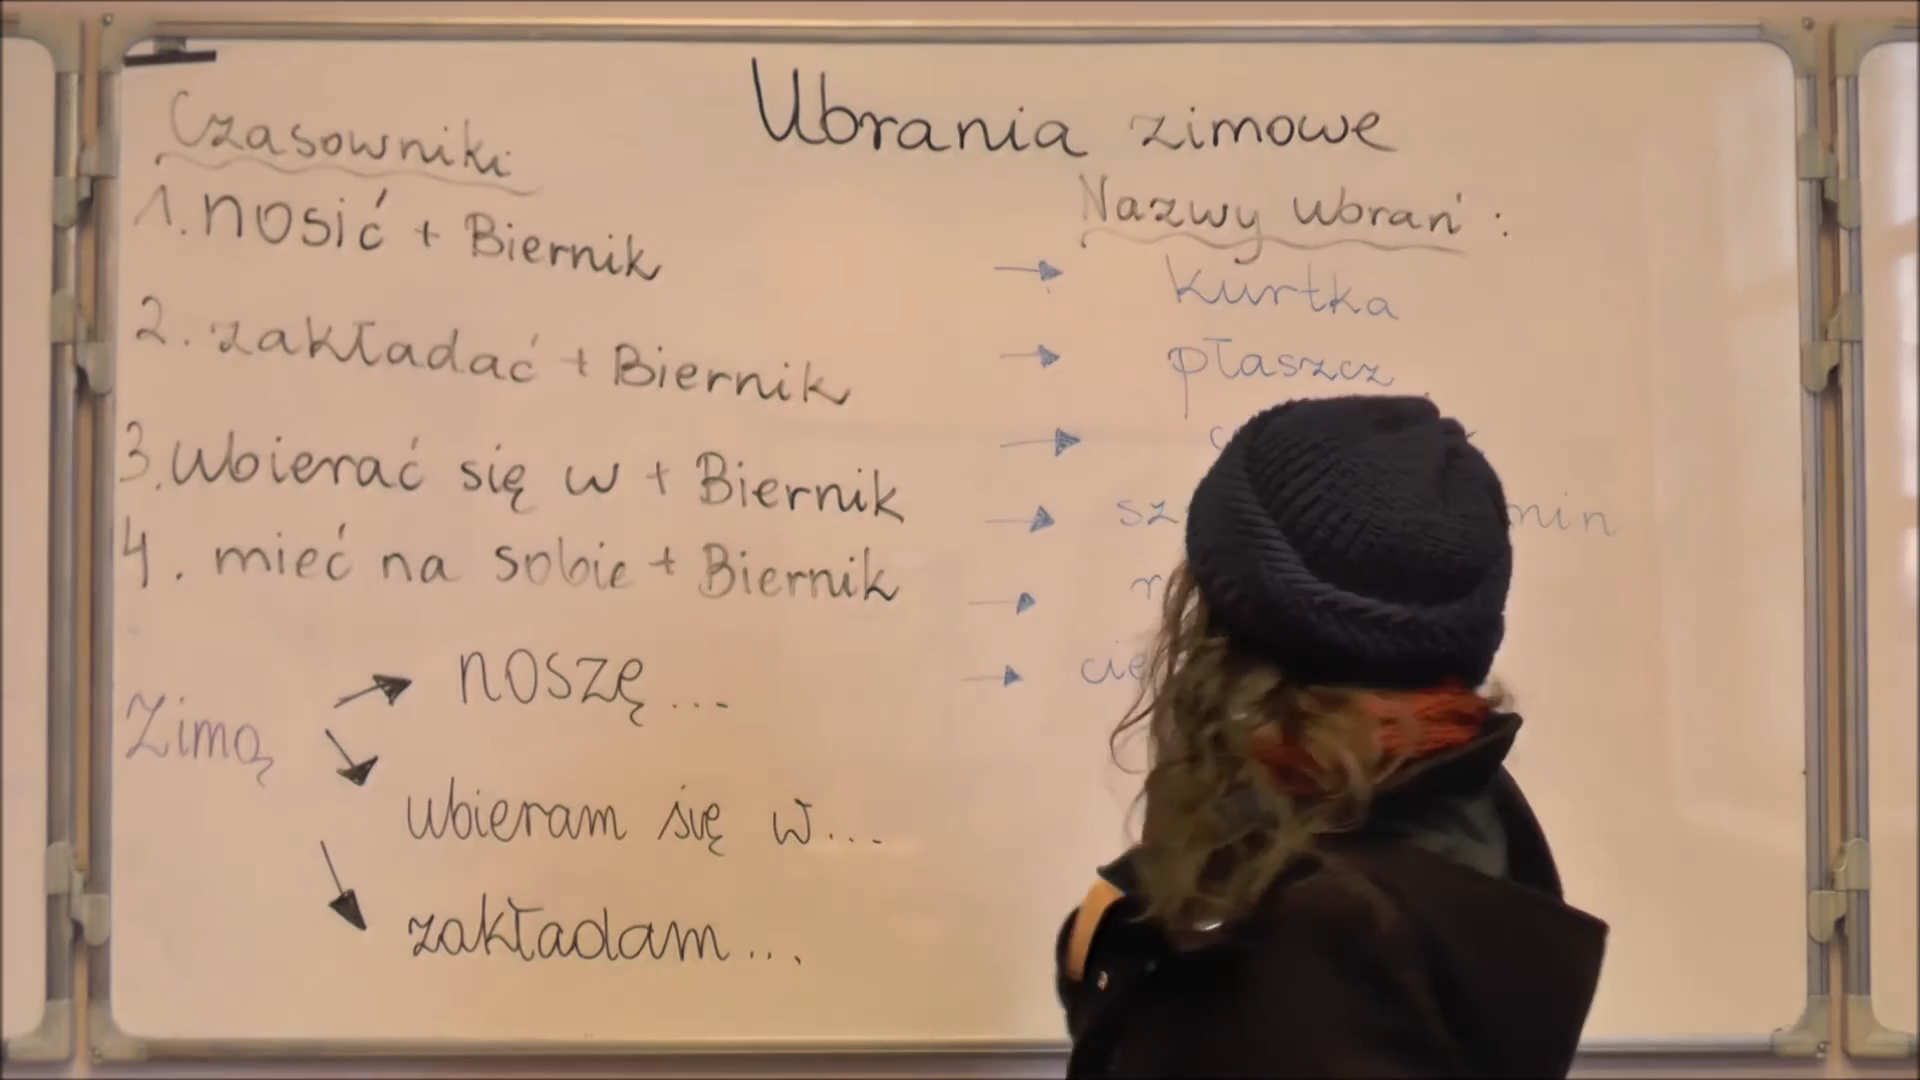 Ubrania zimowe
Czasowniki
1. nosić + Biernik
2. zakładać + Biernik
3. ubierać się w + Biernik
4. mieć na sobie + Biernik
Zimą
noszę...
ubieram się w...
zakładam...
Nazwy ubrań:
kurtka
płaszcz